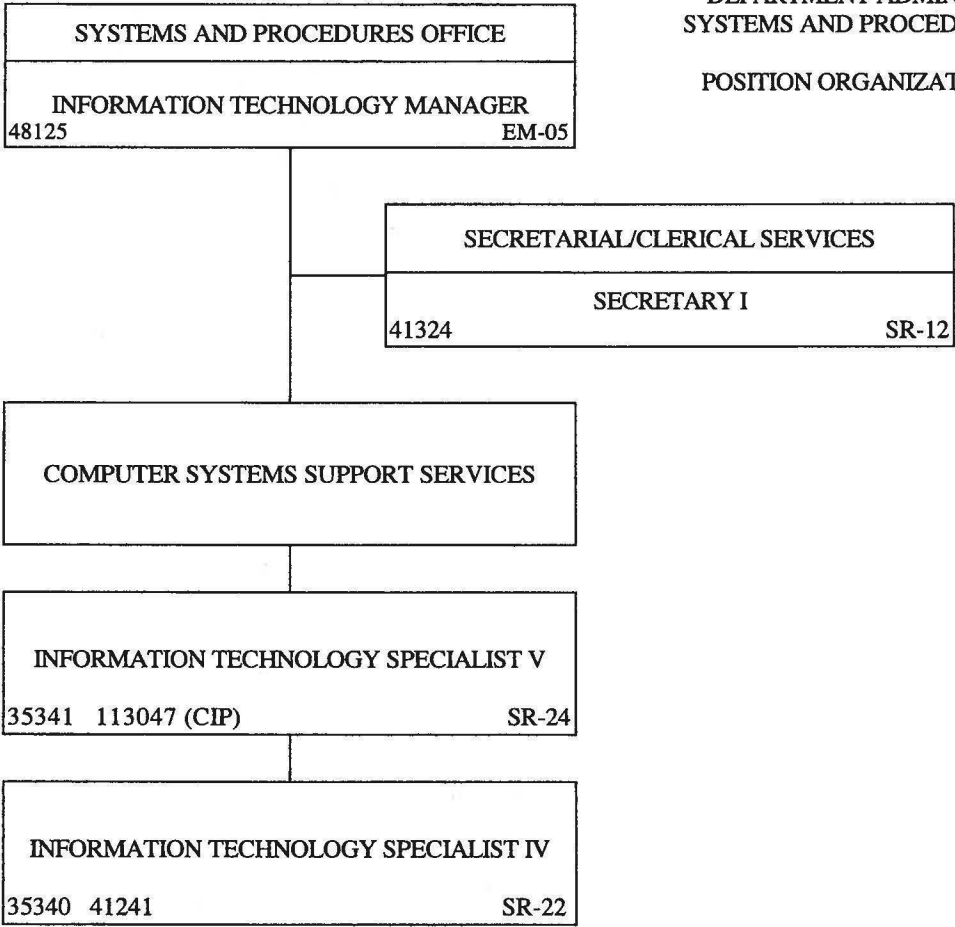 DEPARTMENT ADMIN
SYSTEMS AND PROCEDURES OFFICE
SYSTEMS AND PROCED
INFORMATION TECHNOLOGY MANAGER
48125 EM-05
POSITION ORGANIZAT
SECRETARIAL/CLERICAL SERVICES
SECRETARY I
41324 SR-12
COMPUTER SYSTEMS SUPPORT SERVICES
INFORMATION TECHNOLOGY SPECIALIST V
35341 113047 (CIP) SR-24
INFORMATION TECHNOLOGY SPECIALIST IV
35340 41241 SR-22